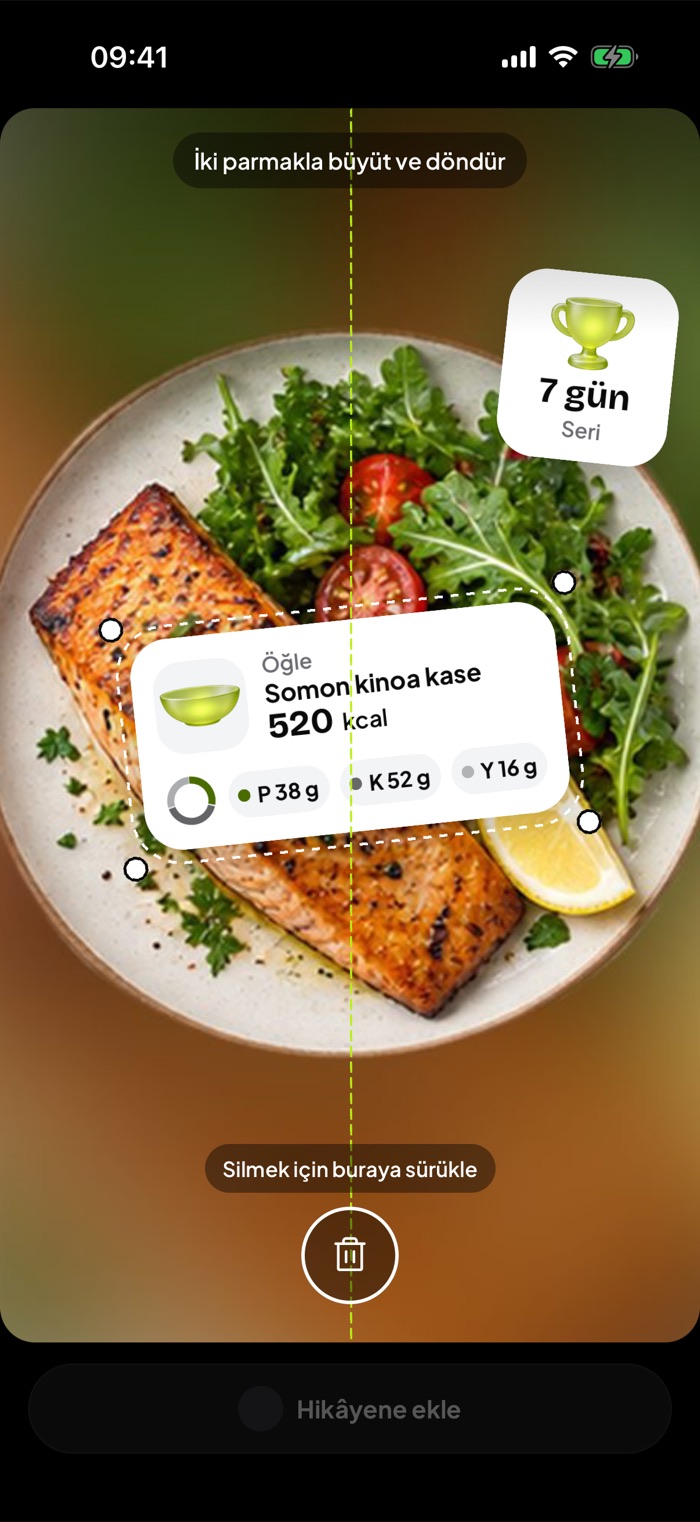 09:41
İki parmakla büyüt ve döndür
7 gün
Seri
Öğle
Somon kinoa kase
520 kcal
P 38 g
K 52 g
Y 16 g
Silmek için buraya sürükle
Hikâyene ekle